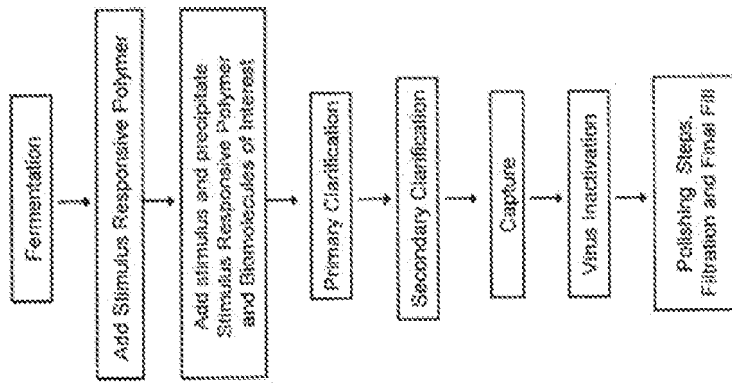 Fermentation
Add Stimulus Responsive Polymer
Add stimulus and precipitate
Stimulus Responsive Polymer
and Biomolecules of Interest
Primary Clarification
Secondary Clarification
Capture
Virus Inactivation
Polishing Steps,
Filtration and Final Fill